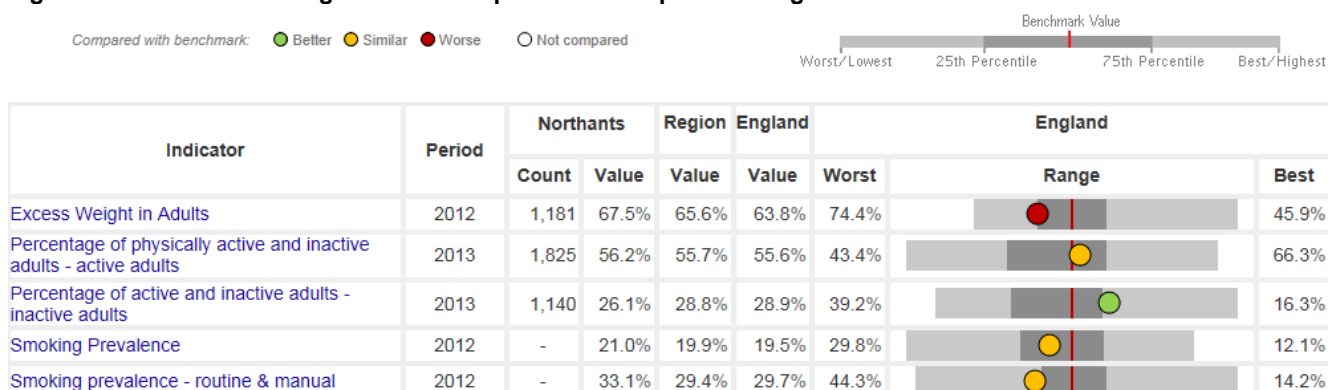 Compared with benchmark: Better Similar Worse Not compared
Benchmark Value
Worst/Lowest 25th Percentile 75th Percentile Best/Highest
Indicator Period Northants Region England England
Count Value Value Value Worst Range Best
Excess Weight in Adults 2012 1,181 67.5% 65.6% 63.8% 74.4% 45.9%
Percentage of physically active and inactive
adults - active adults 2013 1,825 56.2% 55.7% 55.6% 43.4% 66.3%
Percentage of active and inactive adults -
inactive adults 2013 1,140 26.1% 28.8% 28.9% 39.2% 16.3%
Smoking Prevalence 2012 - 21.0% 19.9% 19.5% 29.8% 12.1%
Smoking prevalence - routine & manual 2012 - 33.1% 29.4% 29.7% 44.3% 14.2%